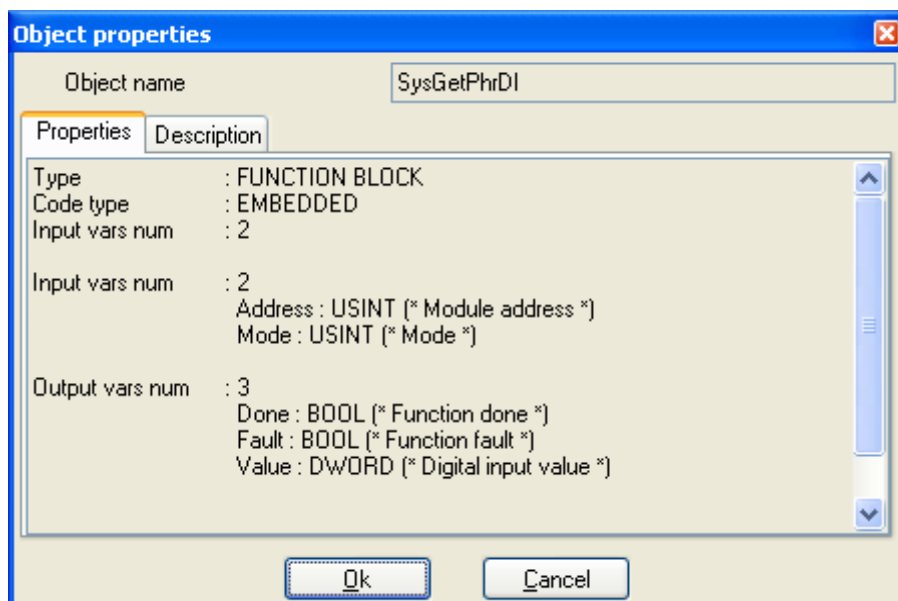 Object properties
Object name SysGetPhrDI
Properties Description
Type : FUNCTION BLOCK
Code type : EMBEDDED
Input vars num : 2
Input vars num : 2
Address : USINT (* Module address *)
Mode : USINT (* Mode *)
Output vars num : 3
Done : BOOL (* Function done *)
Fault : BOOL (* Function fault *)
Value : DWORD (* Digital input value *)
Ok Cancel